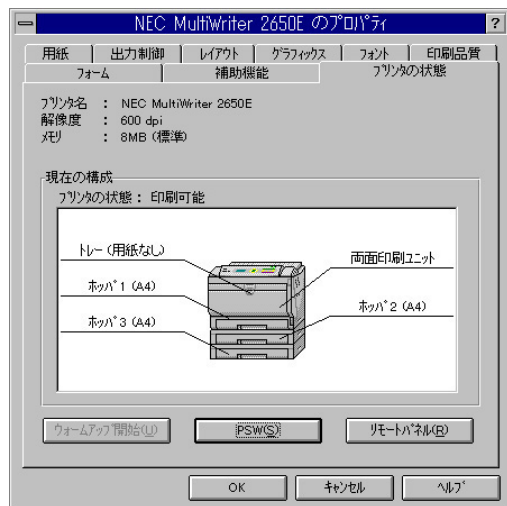 NEC MultiWriter 2650E のﾌﾟﾛﾊﾟﾃｨ
?
用紙 出力制御 ﾚｲｱｳﾄ ｸﾞﾗﾌｨｯｸｽ ﾌｫﾝﾄ 印刷品質
ﾌｫｰﾑ 補助機能 ﾌﾟﾘﾝﾀの状態
ﾌﾟﾘﾝﾀ名 : NEC MultiWriter 2650E
解像度 : 600 dpi
ﾒﾓﾘ : 8MB (標準)
現在の構成
ﾌﾟﾘﾝﾀの状態 : 印刷可能
ﾄﾚｰ (用紙なし)
両面印刷ﾕﾆｯﾄ
ﾎｯﾊﾟ1 (A4)
ﾎｯﾊﾟ2 (A4)
ﾎｯﾊﾟ3 (A4)
ｳｫｰﾑｱｯﾌﾟ開始(U) PSW(S) ﾘﾓｰﾄﾊﾟﾈﾙ(R)
OK ｷｬﾝｾﾙ ﾍﾙﾌﾟ